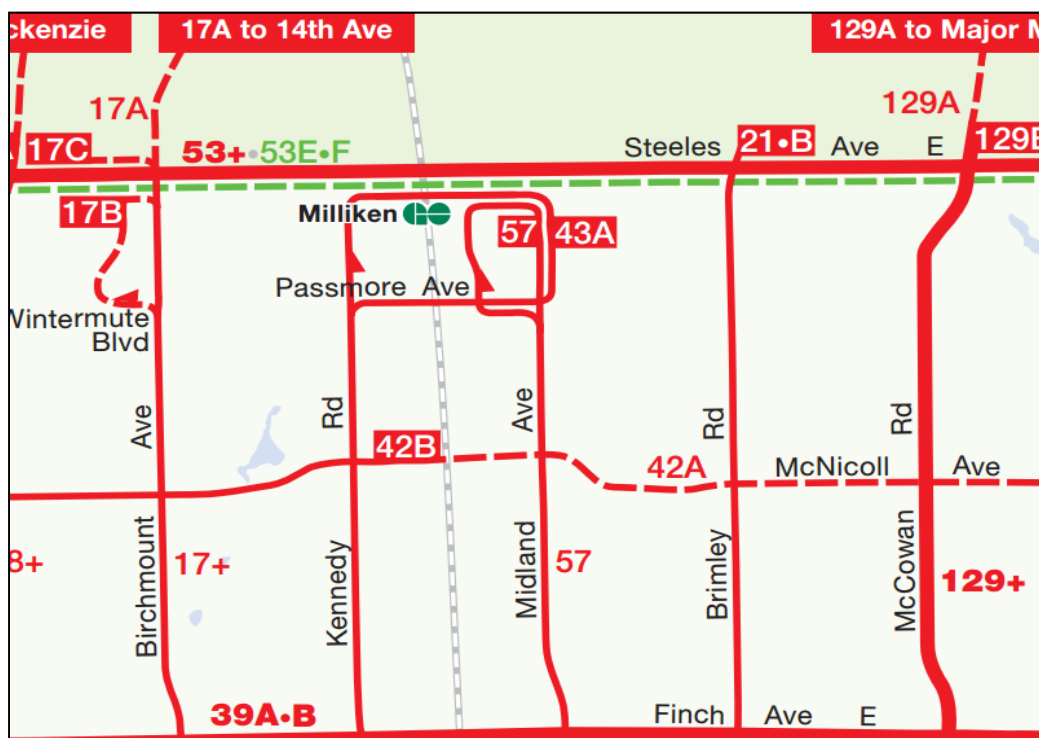 ckenzie
17A to 14th Ave
129A to Major M
17A
129A
17C
53+•53E•F
Steeles
21•B
Ave
E
129B
17B
Milliken
GO
57
43A
Passmore Ave
Wintermute
Blvd
Ave
Rd
Ave
Rd
Rd
42B
42A
McNicoll
Ave
8+
Birchmount
17+
Kennedy
Midland
57
Brimley
McCowan
129+
39A•B
Finch
Ave
E